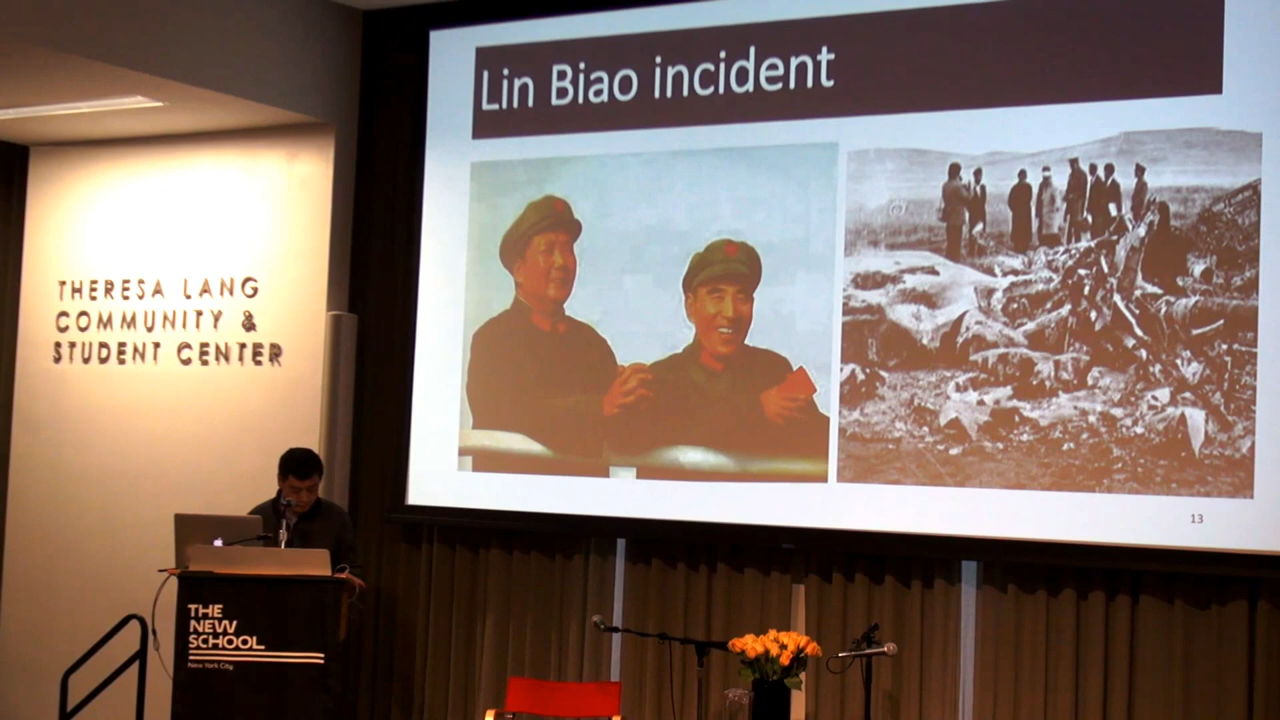 Lin Biao incident
THERESA LANG
COMMUNITY &
STUDENT CENTER
13
THE
NEW
SCHOOL
New York City